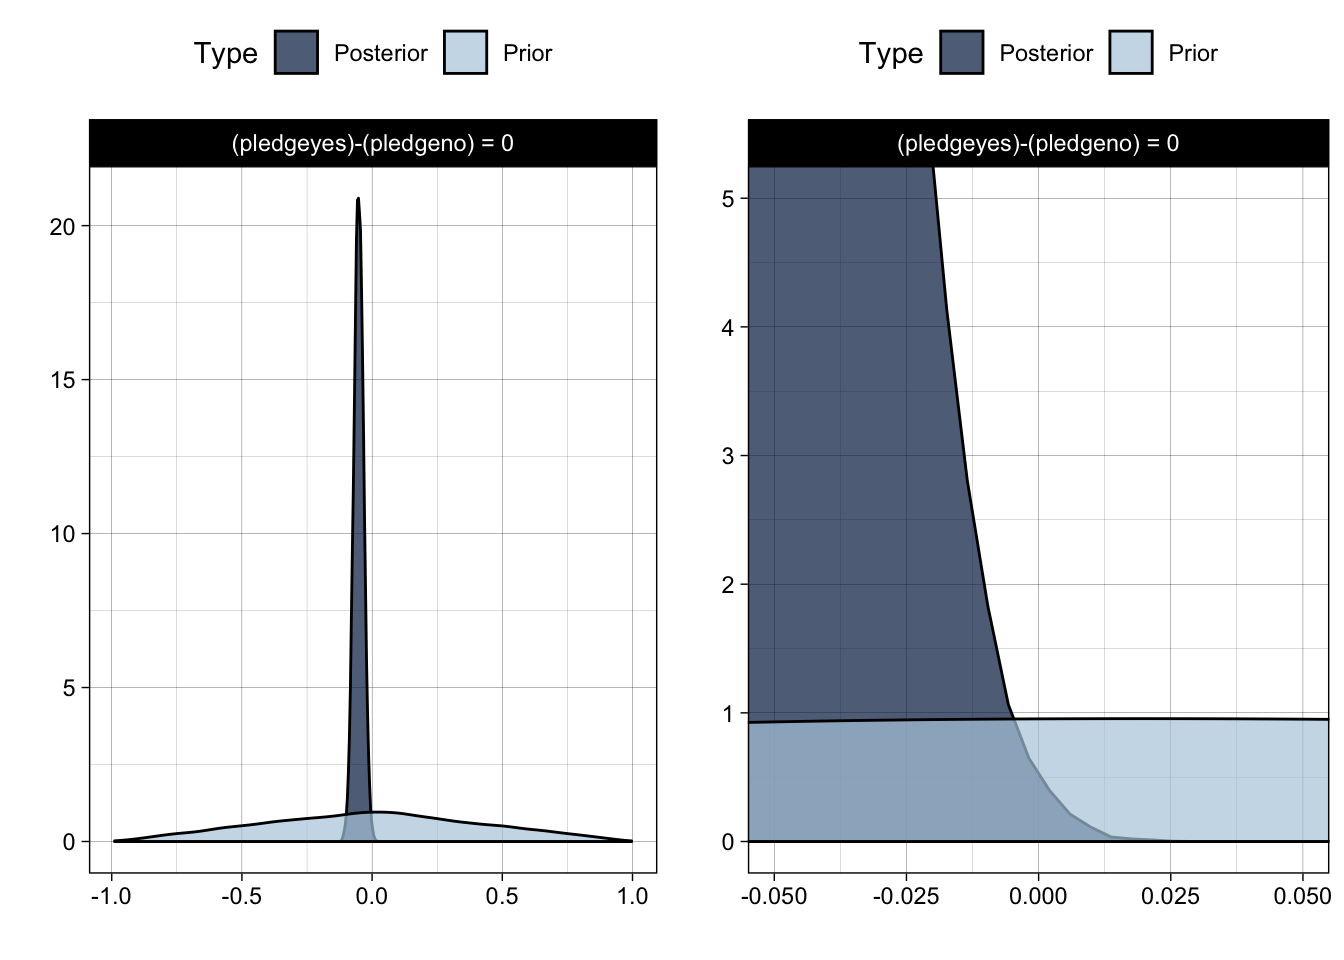 Type Posterior Prior
(pledgeyes)-(pledgeno) = 0
20
15
10
5
0
-1.0 -0.5 0.0 0.5 1.0
Type Posterior Prior
(pledgeyes)-(pledgeno) = 0
5
4
3
2
1
0
-0.050 -0.025 0.000 0.025 0.050